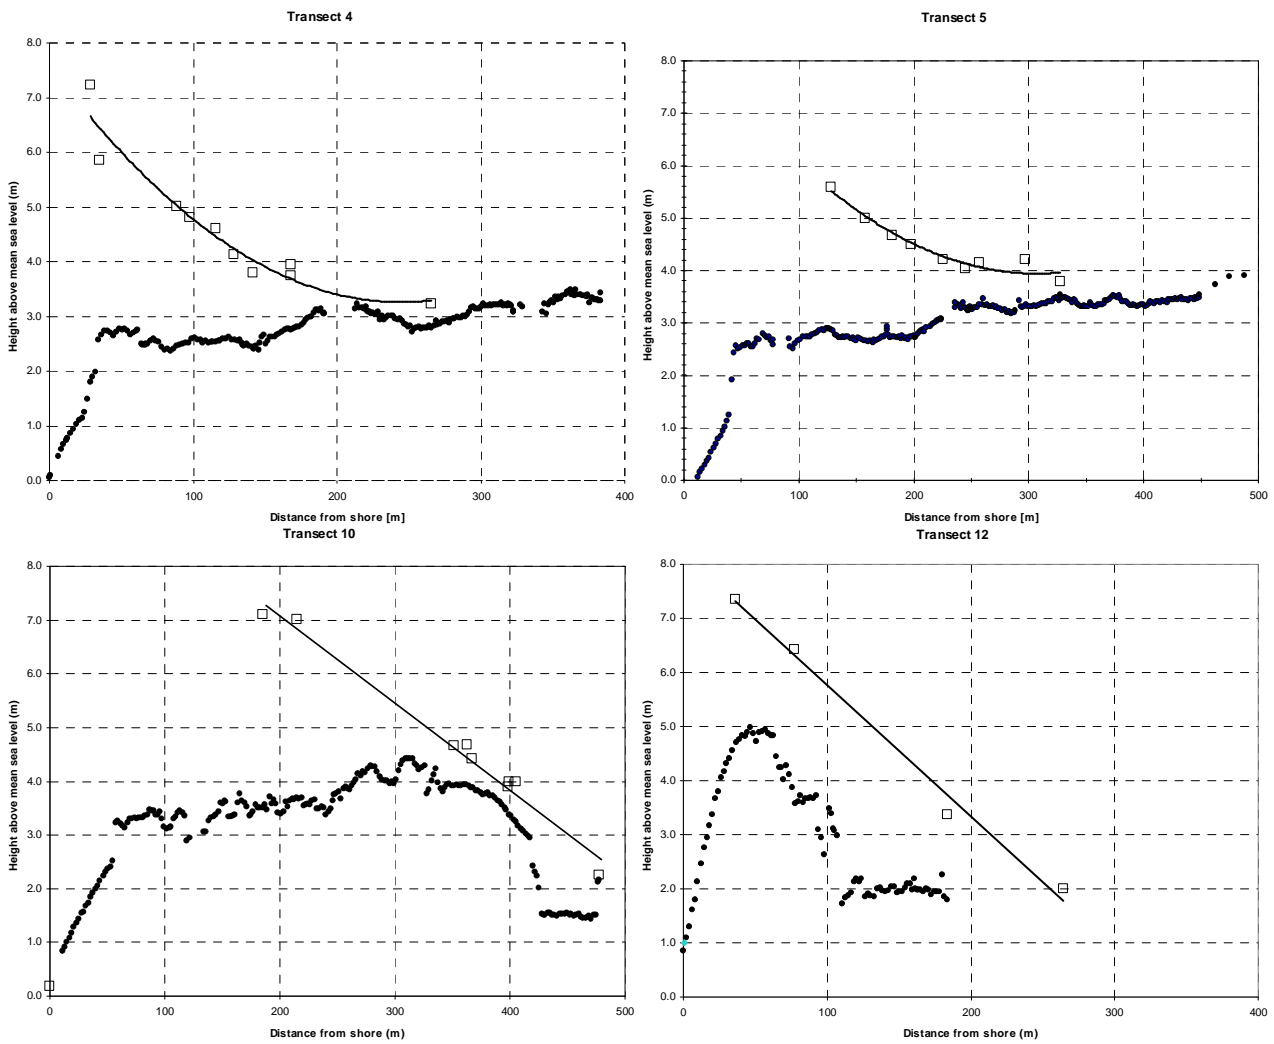 Transect 4
Height above mean sea level (m)
8.0
7.0
6.0
5.0
4.0
3.0
2.0
1.0
0.0
0 100 200 300 400
Distance from shore [m]
Transect 5
Height above mean sea level (m)
8.0
7.0
6.0
5.0
4.0
3.0
2.0
1.0
0.0
0 100 200 300 400 500
Distance from shore [m]
Transect 10
Height above mean sea level (m)
8.0
7.0
6.0
5.0
4.0
3.0
2.0
1.0
0.0
0 100 200 300 400 500
Distance from shore (m)
Transect 12
Height above mean sea level (m)
8.0
7.0
6.0
5.0
4.0
3.0
2.0
1.0
0.0
0 100 200 300 400
Distance from shore (m)